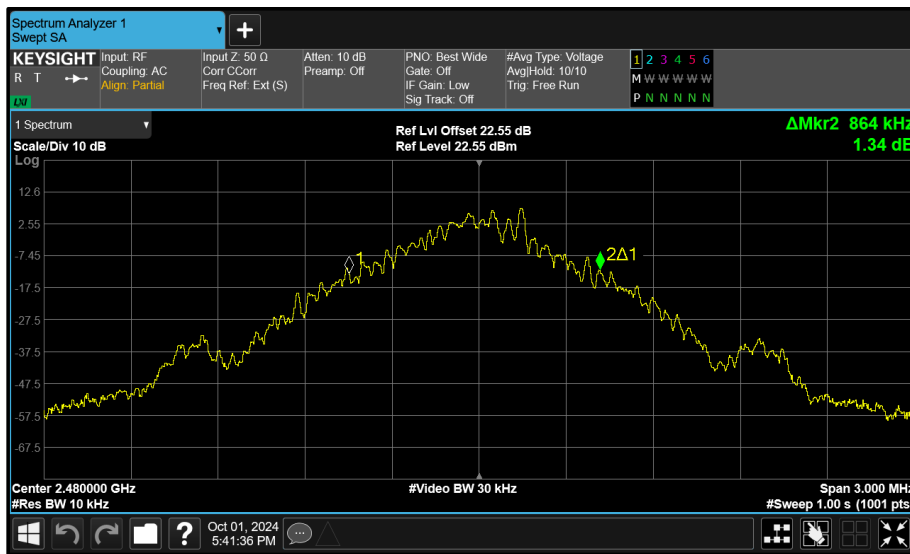 Spectrum Analyzer 1
Swept SA
KEYSIGHT
R T
LXI
Input: RF
Coupling: AC
Align: Partial
Input Z: 50 Ω
Corr CCorr
Freq Ref: Ext (S)
Atten: 10 dB
Preamp: Off
PNO: Best Wide
Gate: Off
IF Gain: Low
Sig Track: Off
#Avg Type: Voltage
Avg|Hold: 10/10
Trig: Free Run
1 2 3 4 5 6
M W W W W W
P N N N N N
1 Spectrum
Scale/Div 10 dB
Ref Lvl Offset 22.55 dB
Ref Level 22.55 dBm
ΔMkr2 864 kHz
1.34 dB
Log
12.6
2.55
-7.45
-17.5
-27.5
-37.5
-47.5
-57.5
-67.5
1
2Δ1
Center 2.480000 GHz
#Video BW 30 kHz
Span 3.000 MHz
#Res BW 10 kHz
#Sweep 1.00 s (1001 pts
Oct 01, 2024
5:41:36 PM
?